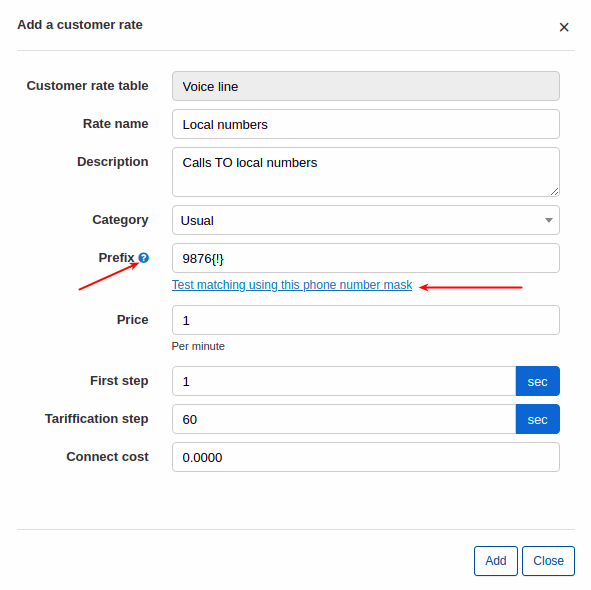 Add a customer rate ×
Customer rate table Voice line
Rate name Local numbers
Description Calls TO local numbers
Category Usual
Prefix ? 9876{!}
Test matching using this phone number mask
Price 1
Per minute
First step 1 sec
Tariffication step 60 sec
Connect cost 0.0000
Add Close